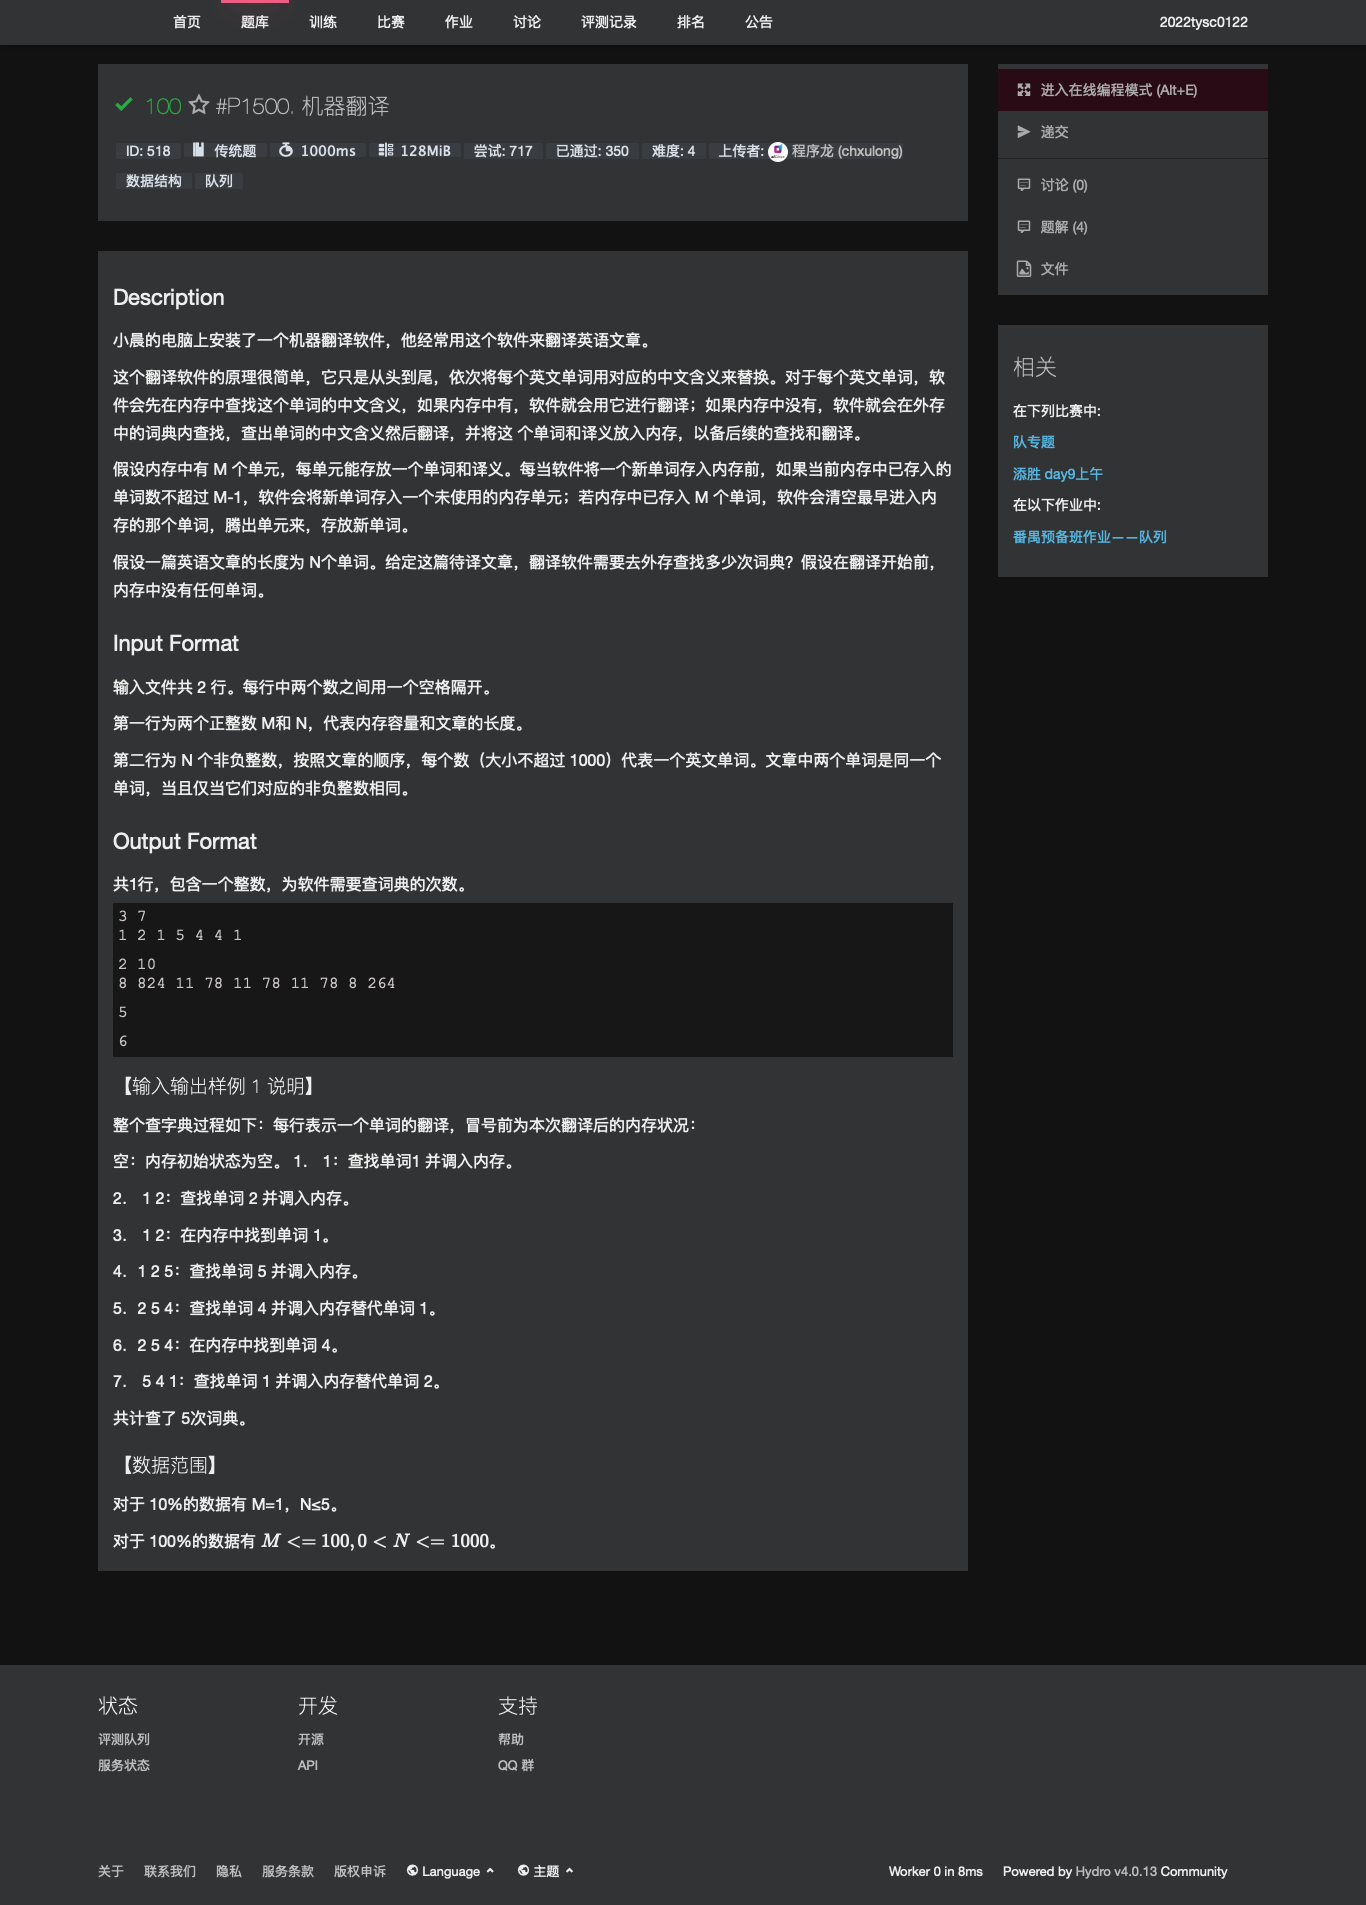 首页 题库 训练 比赛 作业 讨论 评测记录 排名 公告 2022tysc0122
100 #P1500. 机器翻译
ID: 518 传统题 1000ms 128MiB 尝试: 717 已通过: 350 难度: 4 上传者: 程序龙 (chxulong)
数据结构 队列
Description
小晨的电脑上安装了一个机器翻译软件，他经常用这个软件来翻译英语文章。
这个翻译软件的原理很简单，它只是从头到尾，依次将每个英文单词用对应的中文含义来替换。对于每个英文单词，软
件会先在内存中查找这个单词的中文含义，如果内存中有，软件就会用它进行翻译；如果内存中没有，软件就会在外存
中的词典内查找，查出单词的中文含义然后翻译，并将这 个单词和译义放入内存，以备后续的查找和翻译。
假设内存中有 M 个单元，每单元能存放一个单词和译义。每当软件将一个新单词存入内存前，如果当前内存中已存入的
单词数不超过 M-1，软件会将新单词存入一个未使用的内存单元；若内存中已存入 M 个单词，软件会清空最早进入内
存的那个单词，腾出单元来，存放新单词。
假设一篇英语文章的长度为 N个单词。给定这篇待译文章，翻译软件需要去外存查找多少次词典？假设在翻译开始前，
内存中没有任何单词。
Input Format
输入文件共 2 行。每行中两个数之间用一个空格隔开。
第一行为两个正整数 M和 N，代表内存容量和文章的长度。
第二行为 N 个非负整数，按照文章的顺序，每个数（大小不超过 1000）代表一个英文单词。文章中两个单词是同一个
单词，当且仅当它们对应的非负整数相同。
Output Format
共1行，包含一个整数，为软件需要查词典的次数。
3 7
1 2 1 5 4 4 1
2 10
8 824 11 78 11 78 11 78 8 264
5
6
【输入输出样例 1 说明】
整个查字典过程如下：每行表示一个单词的翻译，冒号前为本次翻译后的内存状况：
空：内存初始状态为空。 1. 1：查找单词1 并调入内存。
2. 1 2：查找单词 2 并调入内存。
3. 1 2：在内存中找到单词 1。
4. 1 2 5：查找单词 5 并调入内存。
5. 2 5 4：查找单词 4 并调入内存替代单词 1。
6. 2 5 4：在内存中找到单词 4。
7. 5 4 1：查找单词 1 并调入内存替代单词 2。
共计查了 5次词典。
【数据范围】
对于 10%的数据有 M=1，N≤5。
对于 100%的数据有 M <= 100, 0 < N <= 1000。
进入在线编程模式 (Alt+E)
递交
讨论 (0)
题解 (4)
文件
相关
在下列比赛中:
队专题
添胜 day9上午
在以下作业中:
番禺预备班作业——队列
状态 开发 支持
评测队列 开源 帮助
服务状态 API QQ 群
关于 联系我们 隐私 服务条款 版权申诉 Language 主题 Worker 0 in 8ms Powered by Hydro v4.0.13 Community